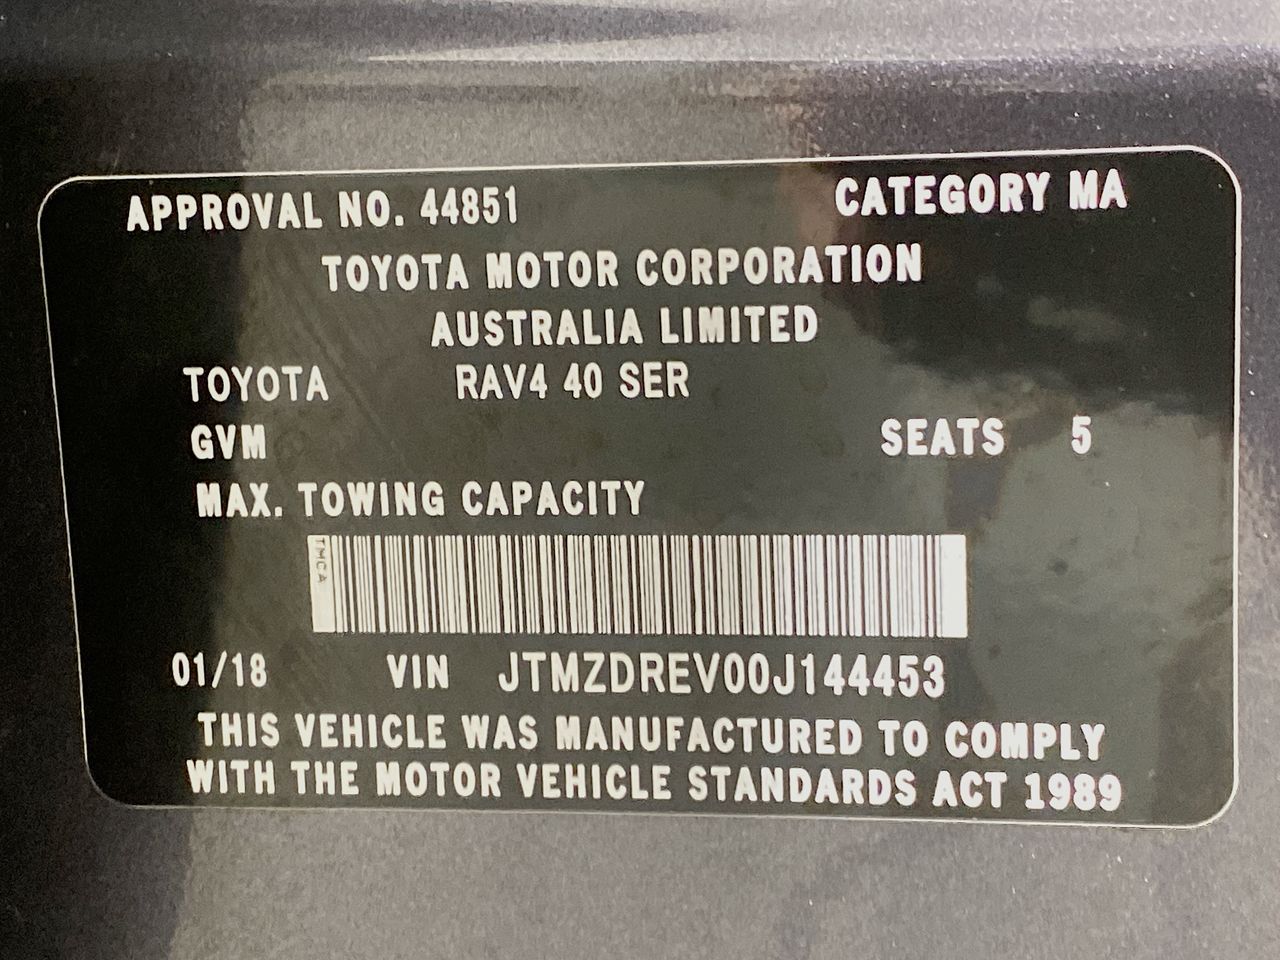 APPROVAL NO. 44851 CATEGORY MA
TOYOTA MOTOR CORPORATION
AUSTRALIA LIMITED
TOYOTA RAV4 40 SER
GVM SEATS 5
MAX. TOWING CAPACITY
TMCA
01/18 VIN JTMZDREV00J144453
THIS VEHICLE WAS MANUFACTURED TO COMPLY
WITH THE MOTOR VEHICLE STANDARDS ACT 1989